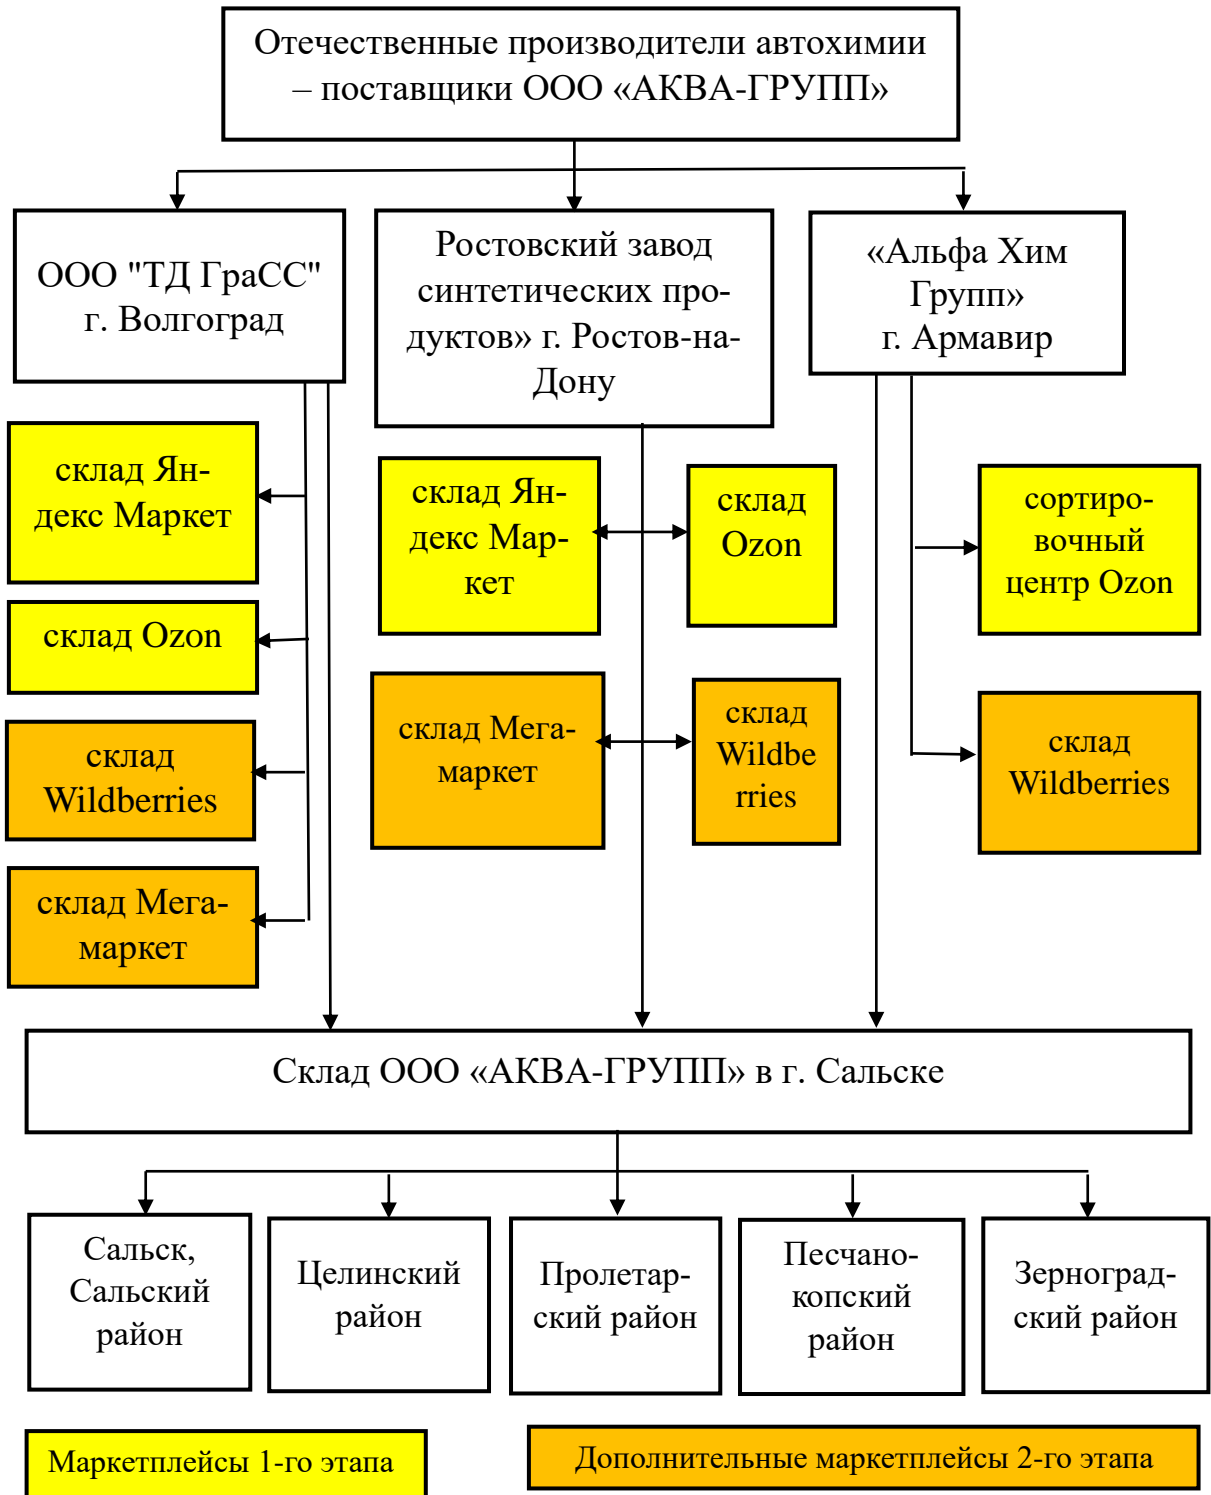 Отечественные производители автохимии
– поставщики ООО «АКВА-ГРУПП»
ООО "ТД ГраСС"
г. Волгоград
Ростовский завод
синтетических про-
дуктов» г. Ростов-на-
Дону
«Альфа Хим
Групп»
г. Армавир
склад Ян-
декс Маркет
склад Ozon
склад
Wildberries
склад Мега-
маркет
склад Ян-
декс Мар-
кет
склад
Ozon
склад Мега-
маркет
склад
Wildbe
rries
сортиро-
вочный
центр Ozon
склад
Wildberries
Склад ООО «АКВА-ГРУПП» в г. Сальске
Сальск,
Сальский
район
Целинский
район
Пролетар-
ский район
Песчано-
копский
район
Зерноград-
ский район
Маркетплейсы 1-го этапа
Дополнительные маркетплейсы 2-го этапа